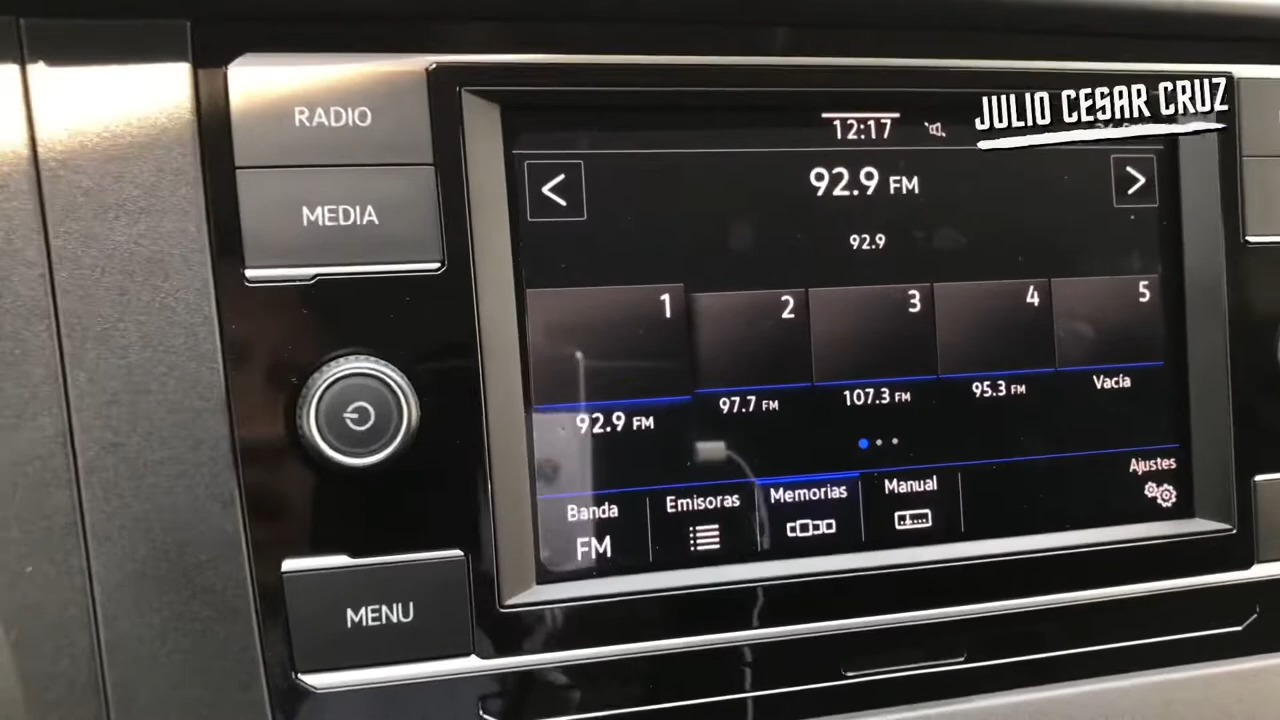 RADIO
MEDIA
MENU
JULIO CESAR CRUZ
12:17
92.9 FM
92.9
1 2 3 4 5
92.9 FM 97.7 FM 107.3 FM 95.3 FM Vacía
Banda Emisoras Memorias Manual Ajustes
FM